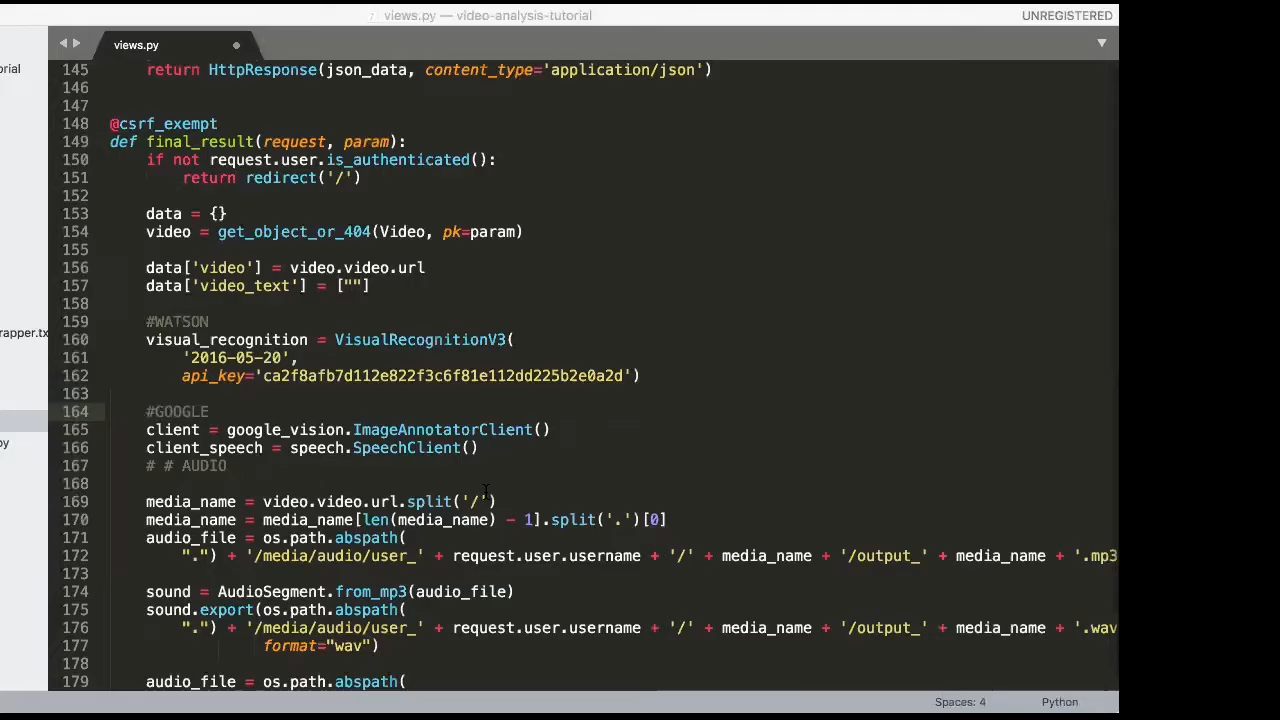 views.py — video-analysis-tutorial
UNREGISTERED
views.py
orial
rapper.tx
py
145 return HttpResponse(json_data, content_type='application/json')
146
147
148 @csrf_exempt
149 def final_result(request, param):
150 if not request.user.is_authenticated():
151 return redirect('/')
152
153 data = {}
154 video = get_object_or_404(Video, pk=param)
155
156 data['video'] = video.video.url
157 data['video_text'] = [""]
158
159 #WATSON
160 visual_recognition = VisualRecognitionV3(
161 '2016-05-20',
162 api_key='ca2f8afb7d112e822f3c6f81e112dd225b2e0a2d')
163
164 #GOOGLE
165 client = google_vision.ImageAnnotatorClient()
166 client_speech = speech.SpeechClient()
167 # # AUDIO
168
169 media_name = video.video.url.split('/')
170 media_name = media_name[len(media_name) - 1].split('.')[0]
171 audio_file = os.path.abspath(
172 ".") + '/media/audio/user_' + request.user.username + '/' + media_name + '/output_' + media_name + '.mp3
173
174 sound = AudioSegment.from_mp3(audio_file)
175 sound.export(os.path.abspath(
176 ".") + '/media/audio/user_' + request.user.username + '/' + media_name + '/output_' + media_name + '.wav
177 format="wav")
178
179 audio_file = os.path.abspath(
Spaces: 4
Python